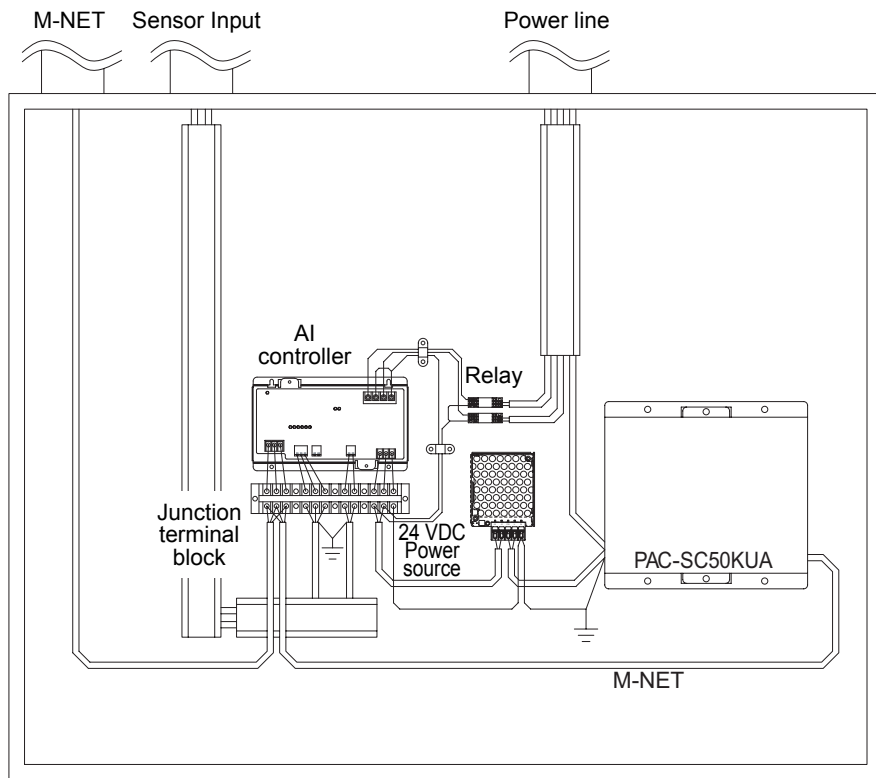 M-NET
Sensor Input
Power line
AI
controller
Relay
Junction
terminal
block
24 VDC
Power
source
PAC-SC50KUA
M-NET